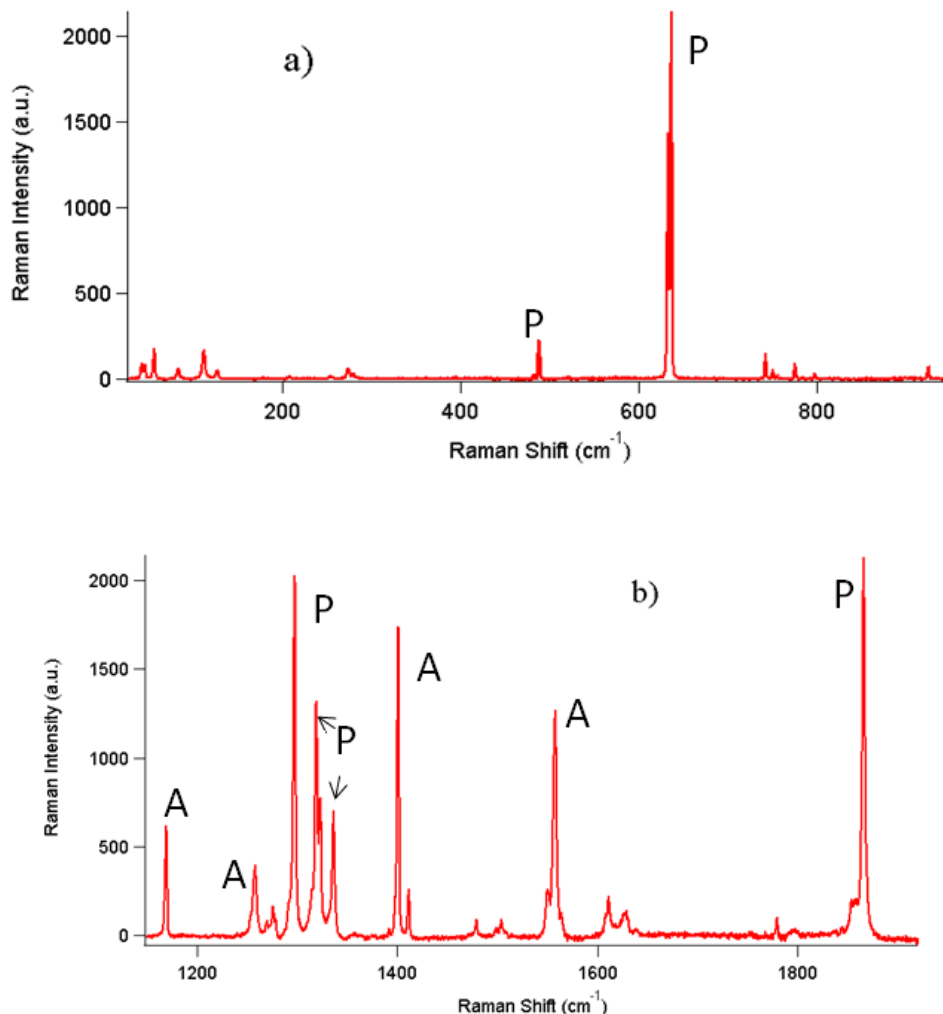 2000
a)
P
1500
Raman Intensity (a.u.)
1000
500
P
0
200
400
600
800
Raman Shift (cm⁻¹)
2000
b)
P
P
1500
A
A
Raman Intensity (a.u.)
P
1000
A
500
A
0
1200
1400
1600
1800
Raman Shift (cm⁻¹)